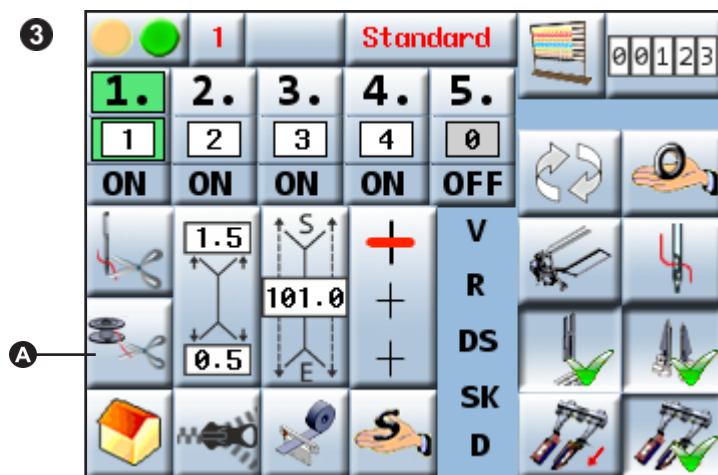 3
1 Standard
00123
1. 2. 3. 4. 5.
1 2 3 4 0
ON ON ON ON OFF
1.5 S V
101.0 R
0.5 E DS
A
SK
S D